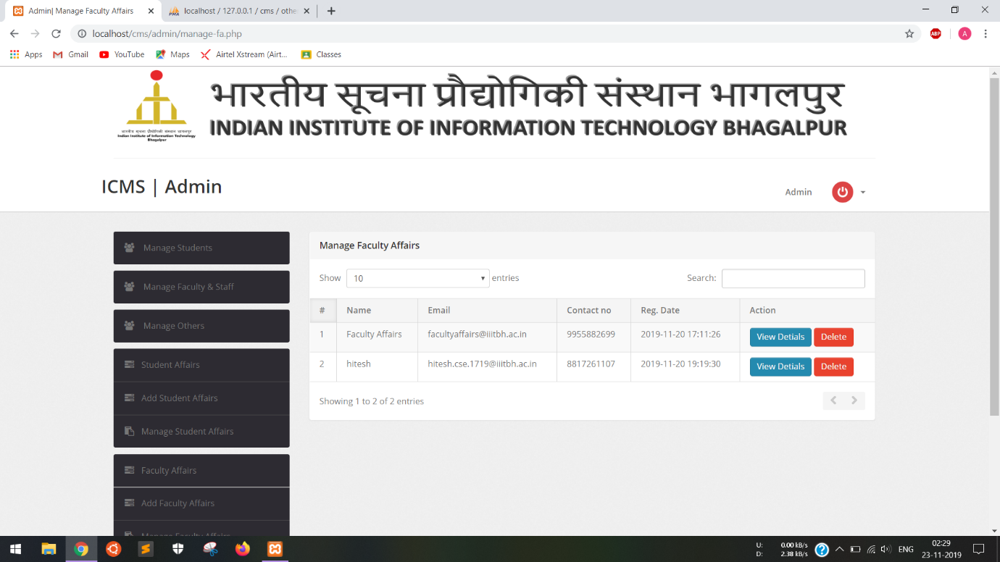 Admin| Manage Faculty Affairs
localhost / 127.0.0.1 / cms / othe
localhost/cms/admin/manage-fa.php
ABP
A
Apps
Gmail
YouTube
Maps
Airtel Xstream (Airt...
Classes
भारतीय सूचना प्रौद्योगिकी संस्थान भागलपुर
INDIAN INSTITUTE OF INFORMATION TECHNOLOGY BHAGALPUR
भारतीय सूचना प्रौद्योगिकी संस्थान भागलपुर
Indian Institute of Information Technology
Bhagalpur
ICMS | Admin
Admin
Manage Students
Manage Faculty & Staff
Manage Others
Student Affairs
Add Student Affairs
Manage Student Affairs
Faculty Affairs
Add Faculty Affairs
Manage Faculty Affairs
Manage Faculty Affairs
Show 10 entries
Search:
# Name Email Contact no Reg. Date Action
1 Faculty Affairs facultyaffairs@iiitbh.ac.in 9955882699 2019-11-20 17:11:26 View Detials Delete
2 hitesh hitesh.cse.1719@iiitbh.ac.in 8817261107 2019-11-20 19:19:30 View Detials Delete
Showing 1 to 2 of 2 entries
U: 0.00 kB/s
D: 2.38 kB/s
ENG
02:29
23-11-2019